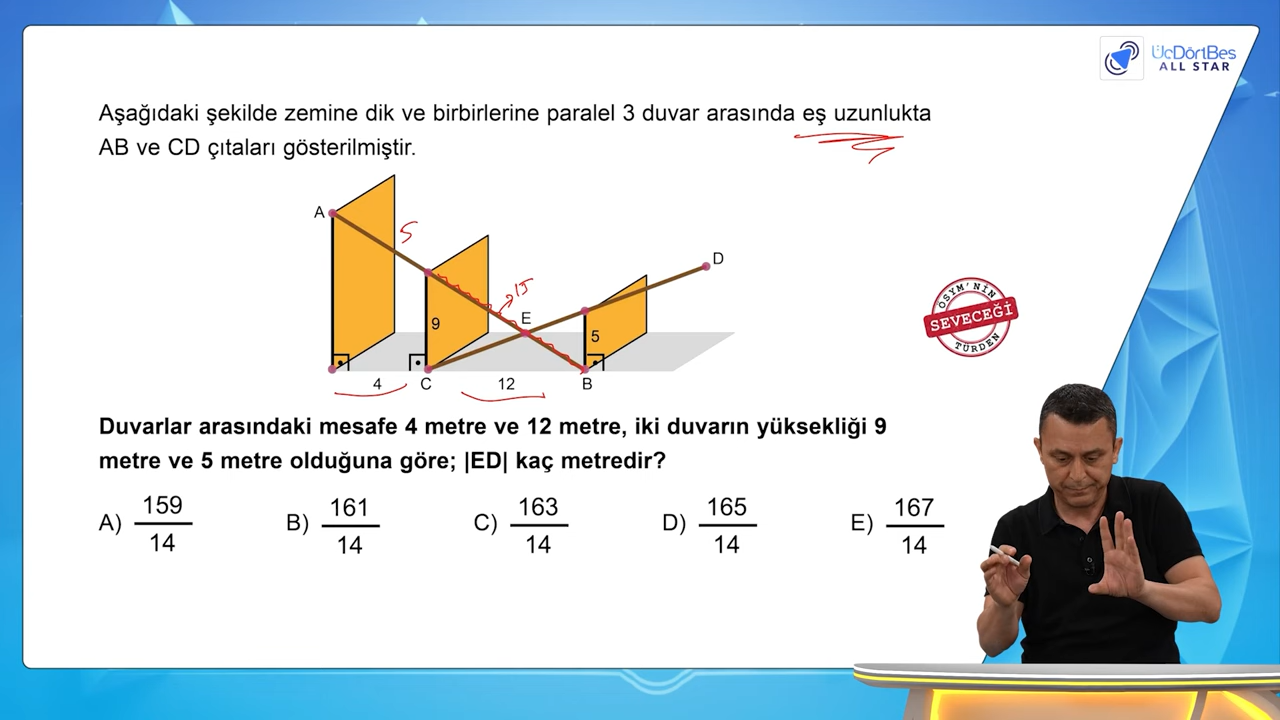 ÜçDörtBeş
ALL STAR
Aşağıdaki şekilde zemine dik ve birbirlerine paralel 3 duvar arasında eş uzunlukta
AB ve CD çıtaları gösterilmiştir.
A
5
D
15
E
9
5
4
C
12
B
ÖSYM'NİN
SEVECEĞİ
TÜRDEN
Duvarlar arasındaki mesafe 4 metre ve 12 metre, iki duvarın yüksekliği 9
metre ve 5 metre olduğuna göre; |ED| kaç metredir?
A) 159/14
B) 161/14
C) 163/14
D) 165/14
E) 167/14